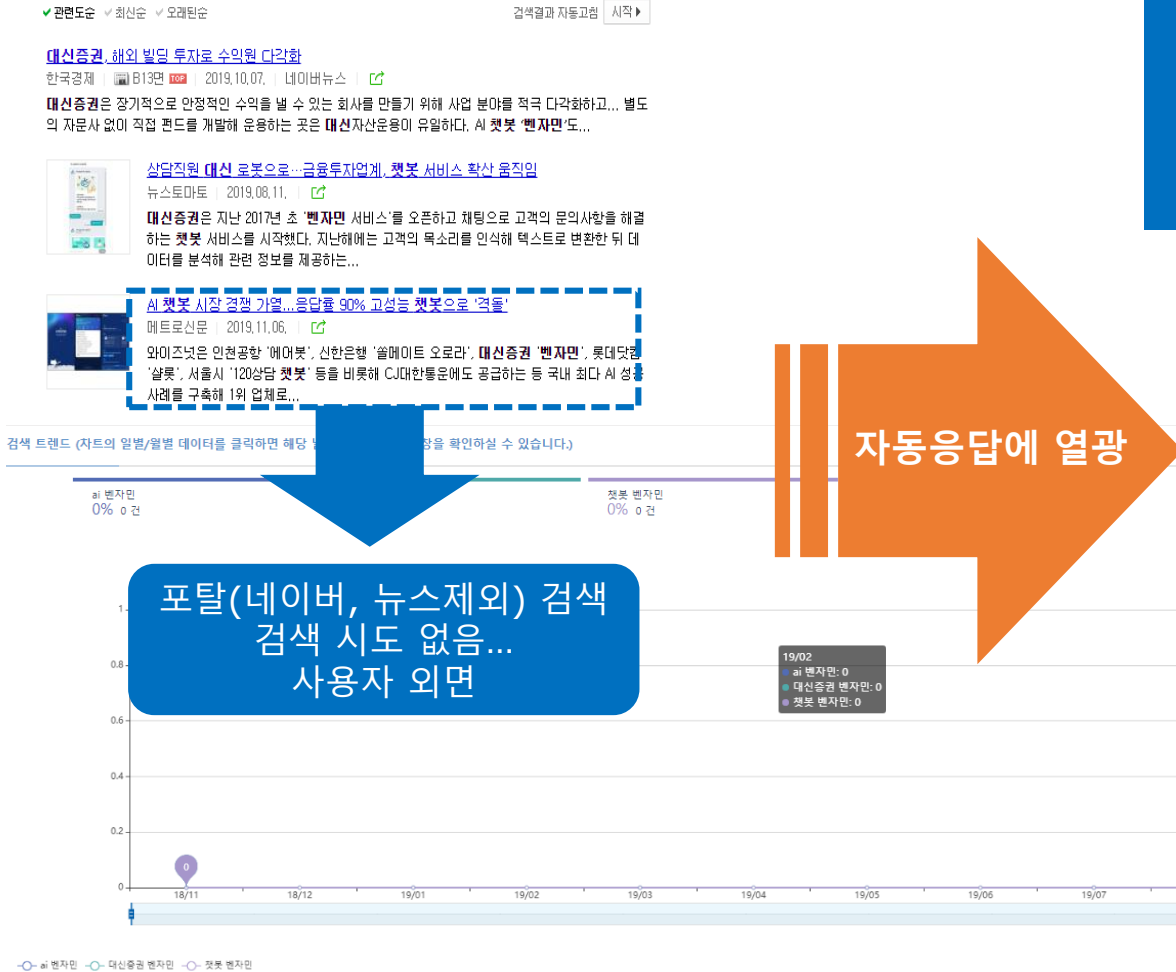 관련도순 최신순 오래된순
검색결과 자동고침 시작
대신증권, 해외 빌딩 투자로 수익원 다각화
한국경제 B13면 TOP 2019.10.07. 네이버뉴스
대신증권은 장기적으로 안정적인 수익을 낼 수 있는 회사를 만들기 위해 사업 분야를 적극 다각화하고... 별도
의 자문사 없이 직접 펀드를 개발해 운용하는 곳은 대신자산운용이 유일하다. AI 챗봇 '벤자민'도...
상담직원 대신 로봇으로…금융투자업계, 챗봇 서비스 확산 움직임
뉴스토마토 2019.08.11.
대신증권은 지난 2017년 초 '벤자민 서비스'를 오픈하고 채팅으로 고객의 문의사항을 해결
하는 챗봇 서비스를 시작했다. 지난해에는 고객의 목소리를 인식해 텍스트로 변환한 뒤 데
이터를 분석해 관련 정보를 제공하는...
AI 챗봇 시장 경쟁 가열...응답률 90% 고성능 챗봇으로 '격돌'
메트로신문 2019.11.06.
와이즈넛은 인천공항 '에어봇', 신한은행 '쏠메이트 오로라', 대신증권 '벤자민', 롯데닷컴
'샬롯', 서울시 '120상담 챗봇' 등을 비롯해 CJ대한통운에도 공급하는 등 국내 최다 AI 성공
사례를 구축해 1위 업체로...
검색 트렌드 (차트의 일별/월별 데이터를 클릭하면 해당 확인하실 수 있습니다.)
ai 벤자민
0% 0 건
챗봇 벤자민
0% 0 건
자동응답에 열광
포탈(네이버, 뉴스제외) 검색
검색 시도 없음...
사용자 외면
19/02
ai 벤자민: 0
대신증권 벤자민: 0
챗봇 벤자민: 0
1
0.8
0.6
0.4
0.2
0
0
18/11 18/12 19/01 19/02 19/03 19/04 19/05 19/06 19/07
ai 벤자민 대신증권 벤자민 챗봇 벤자민